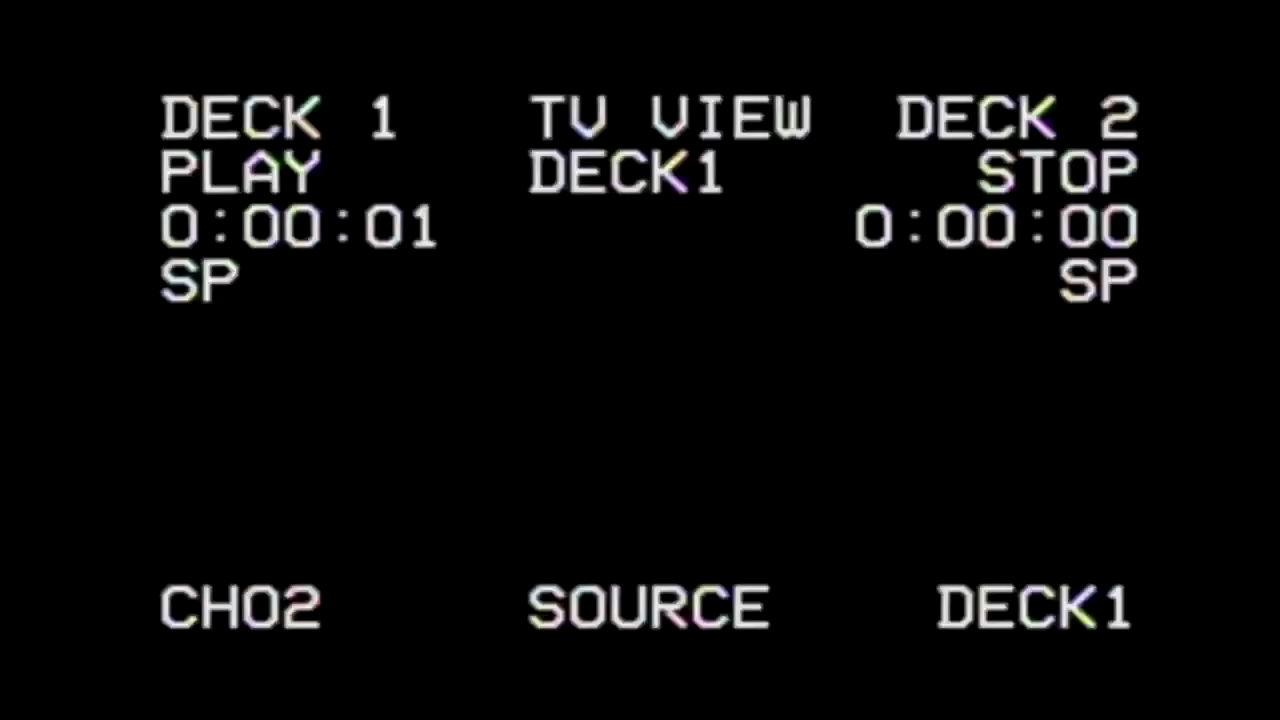 DECK 1 TV VIEW DECK 2
PLAY DECK1 STOP
0:00:01 0:00:00
SP SP
CH02 SOURCE DECK1